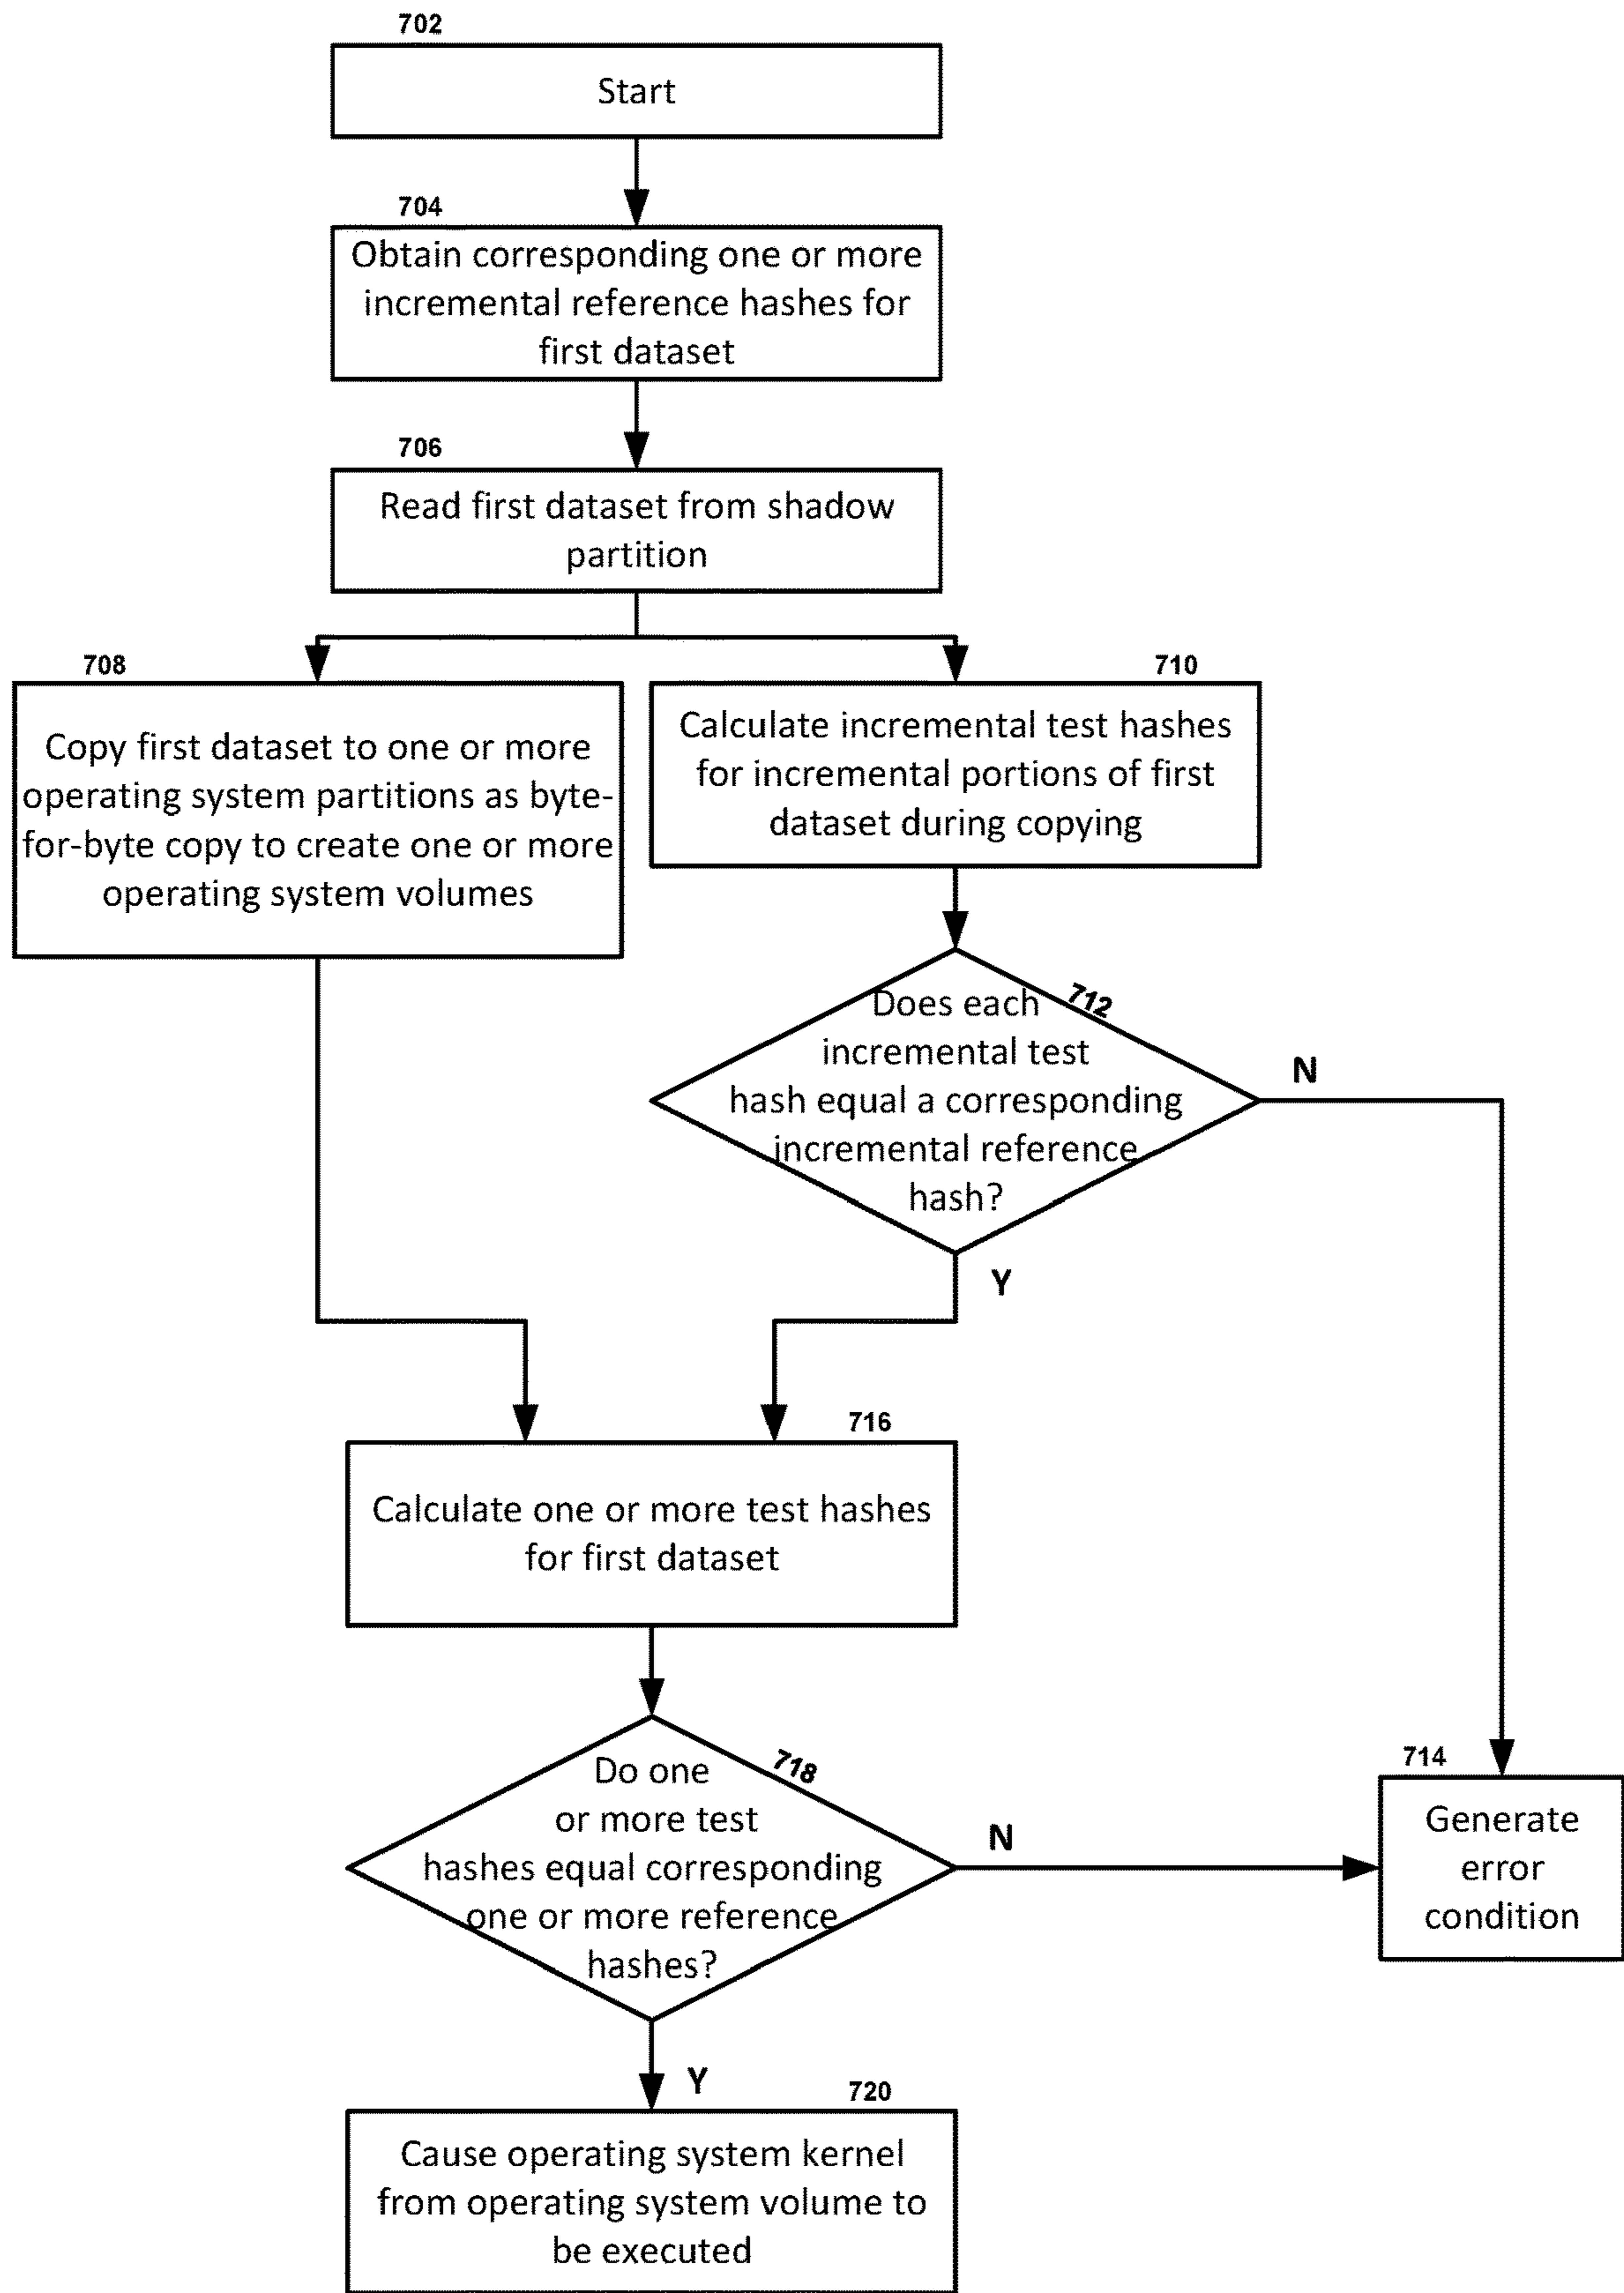 702
Start
704
Obtain corresponding one or more
incremental reference hashes for
first dataset
706
Read first dataset from shadow
partition
708
Copy first dataset to one or more
operating system partitions as byte-
for-byte copy to create one or more
operating system volumes
710
Calculate incremental test hashes
for incremental portions of first
dataset during copying
712
Does each
incremental test
hash equal a corresponding
incremental reference
hash?
N
Y
716
Calculate one or more test hashes
for first dataset
718
Do one
or more test
hashes equal corresponding
one or more reference
hashes?
N
714
Generate
error
condition
Y
720
Cause operating system kernel
from operating system volume to
be executed